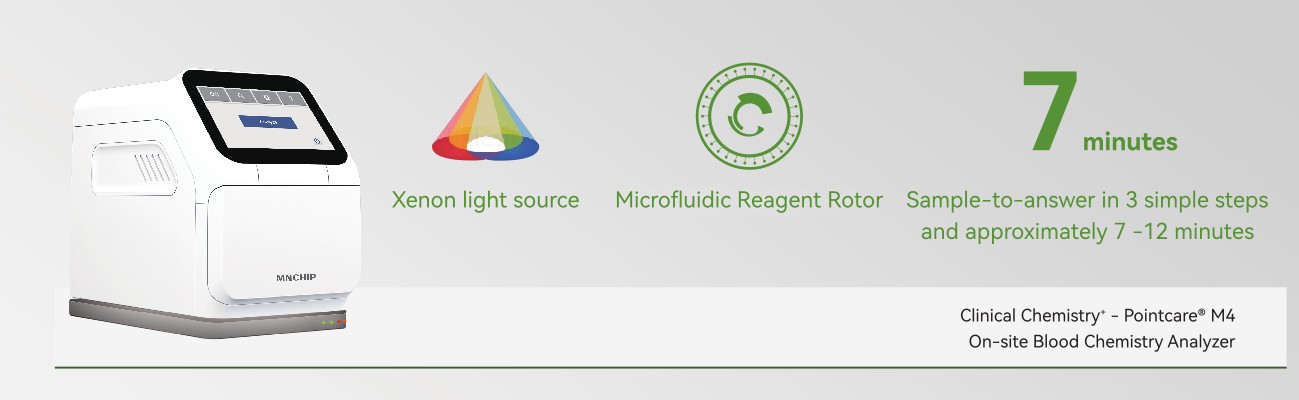 MNCHIP
Xenon light source
Microfluidic Reagent Rotor
7 minutes
Sample-to-answer in 3 simple steps
and approximately 7 -12 minutes
Clinical Chemistry⁺ - Pointcare® M4
On-site Blood Chemistry Analyzer